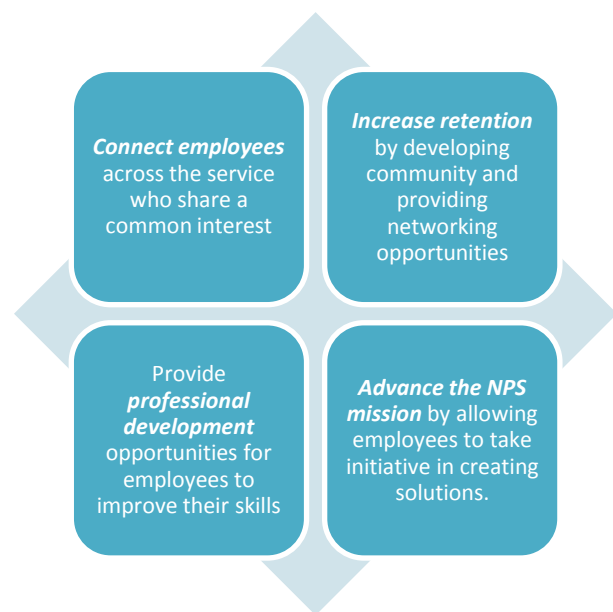 Connect employees
across the service
who share a
common interest
Increase retention
by developing
community and
providing
networking
opportunities
Provide
professional
development
opportunities for
employees to
improve their skills
Advance the NPS
mission by allowing
employees to take
initiative in creating
solutions.